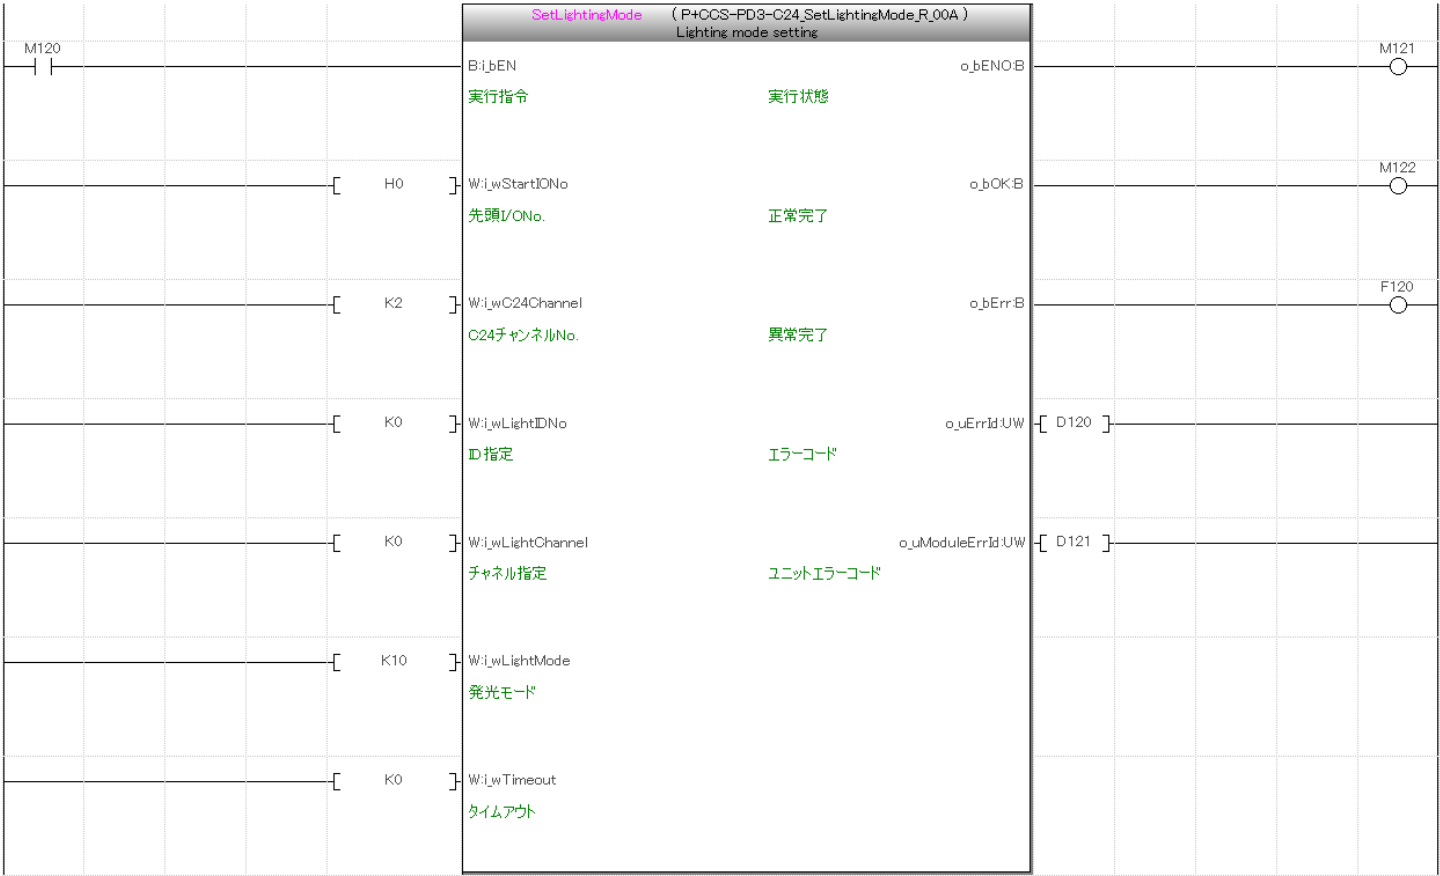 SetLightingMode （ P+CCS-PD3-C24_SetLightingMode_R_00A ）
Lighting mode setting
M120
M121
B:i_bEN
o_bENO:B
実行指令
実行状態
M122
H0
W:i_wStartIONo
o_bOK:B
先頭I/ONo.
正常完了
F120
K2
W:i_wC24Channel
o_bErr:B
C24チャンネルNo.
異常完了
K0
W:i_wLightIDNo
o_uErrId:UW
D120
ID 指定
エラーコード
K0
W:i_wLightChannel
o_uModuleErrId:UW
D121
チャネル指定
ユニットエラーコード
K10
W:i_wLightMode
発光モード
K0
W:i_wTimeout
タイムアウト